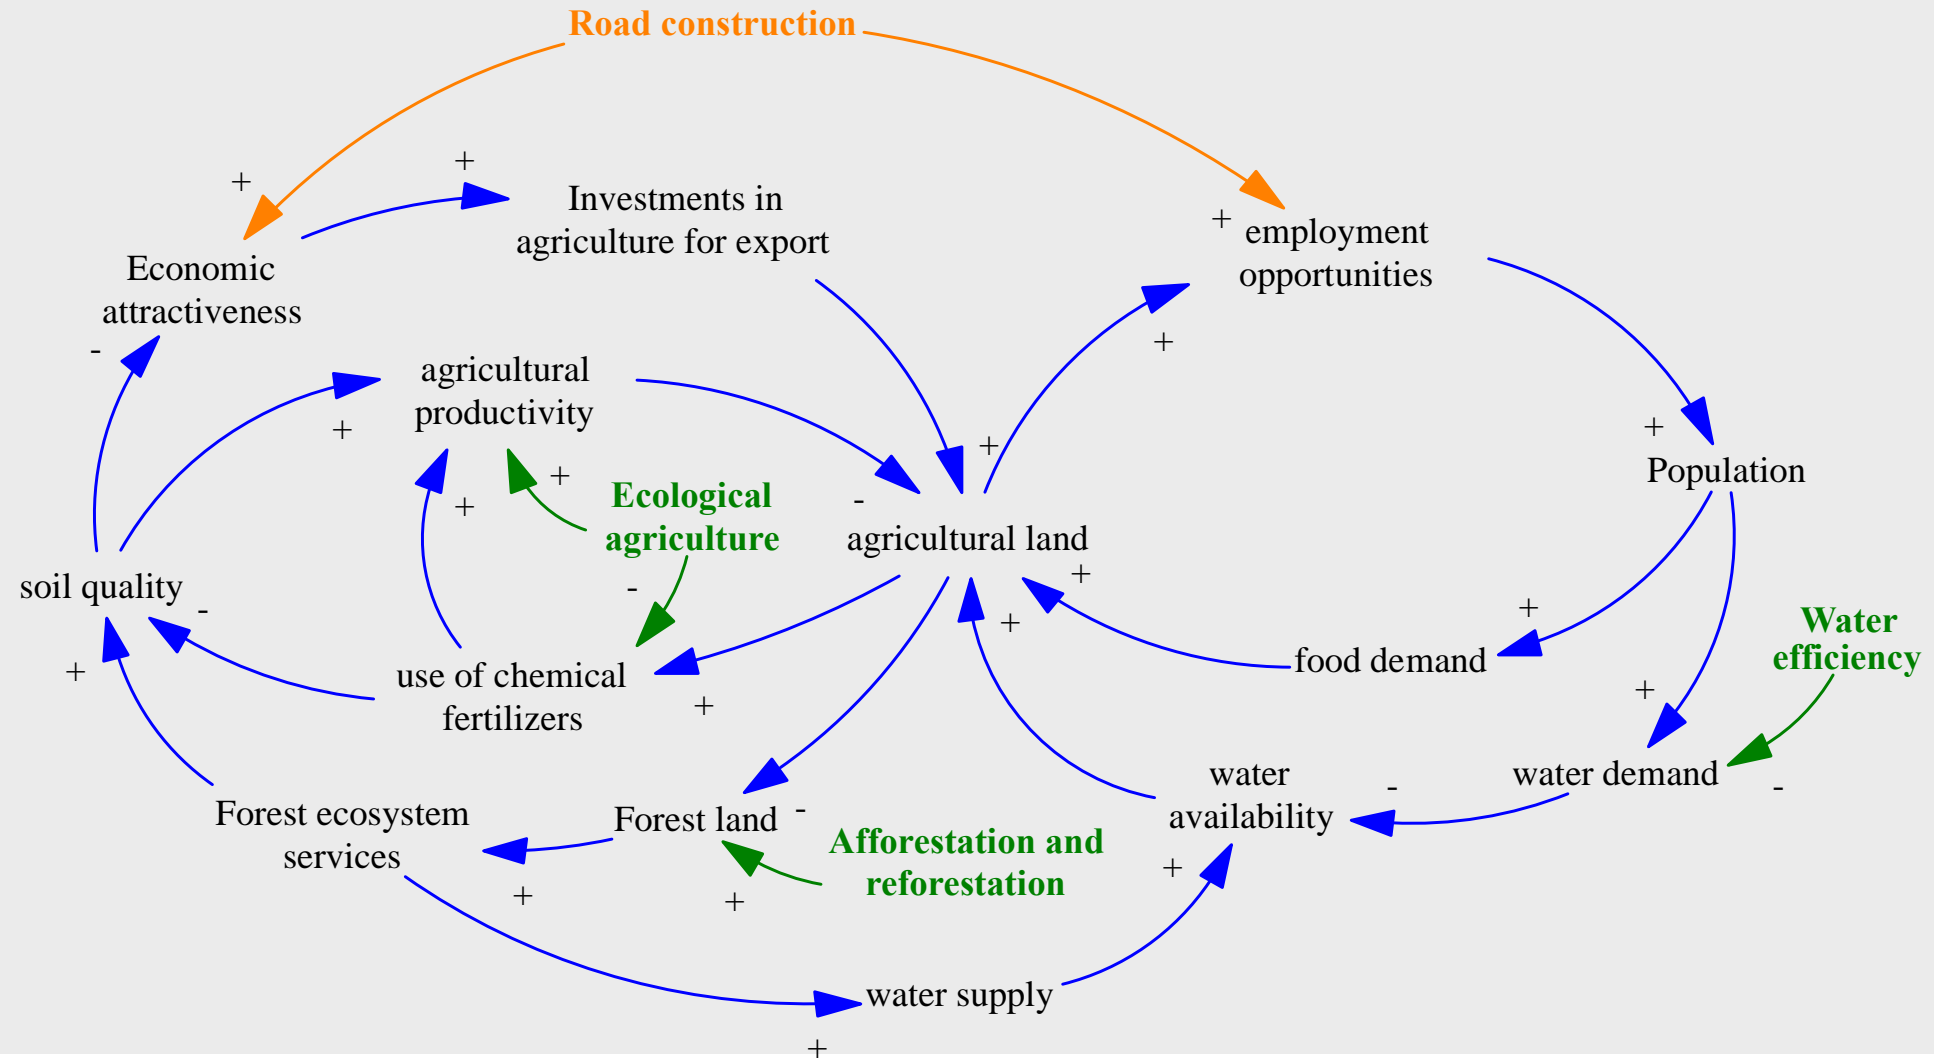 Road construction
+
+
Investments in
agriculture for export
+
employment
opportunities
Economic
attractiveness
-
+
agricultural
productivity
+
+
+
+
+
Population
Ecological
agriculture
-
agricultural land
+
soil quality
-
-
+
+
+
food demand
Water
efficiency
+
use of chemical
fertilizers
+
+
water
availability
-
water demand
-
Forest ecosystem
services
Forest land
-
Afforestation and
reforestation
+
+
+
water supply
+